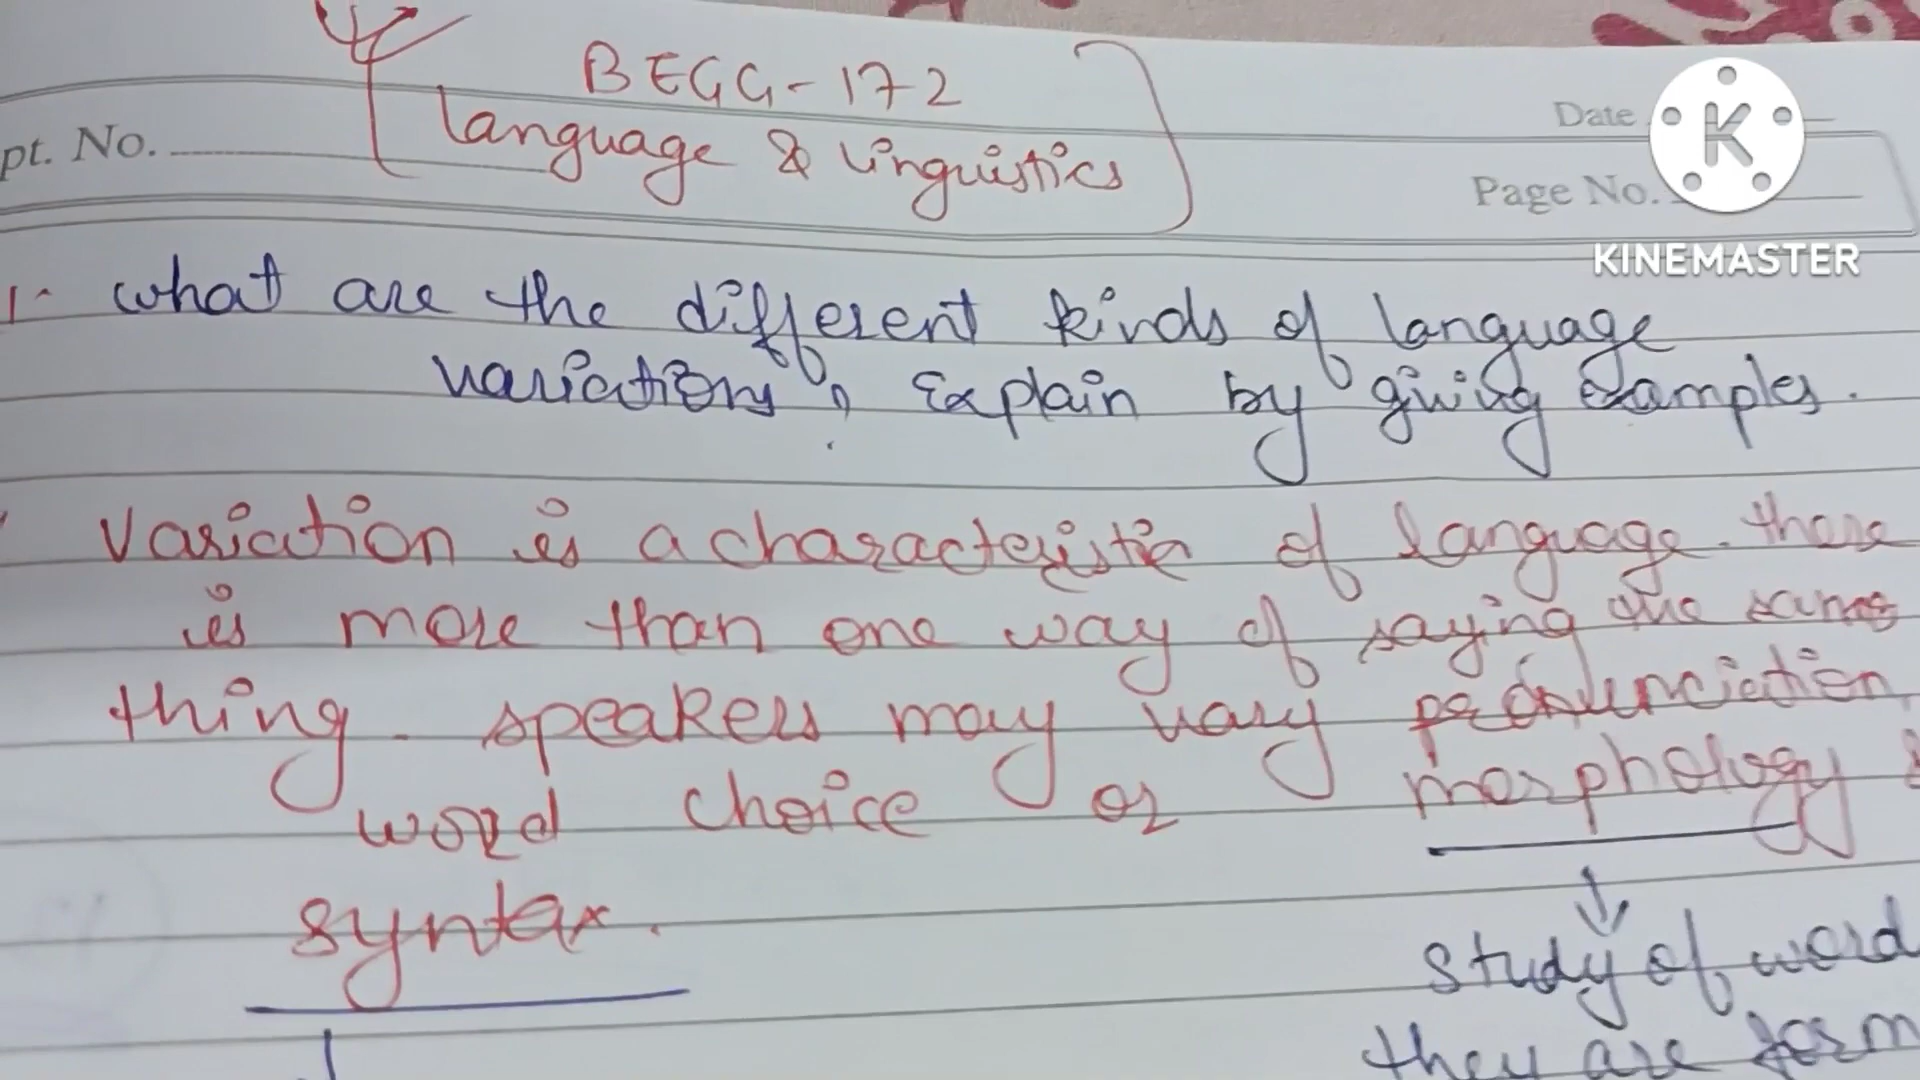 BEGG-172
language & linguistics
pt. No.
Date
Page No.
K
KINEMASTER
1. what are the different kinds of language
variations? Explain by giving examples.
Variation is a characteristic of language. there
is more than one way of saying the same
thing. speakers may vary pronunciation,
word choice or morphology &
syntax.
study of word
they are form